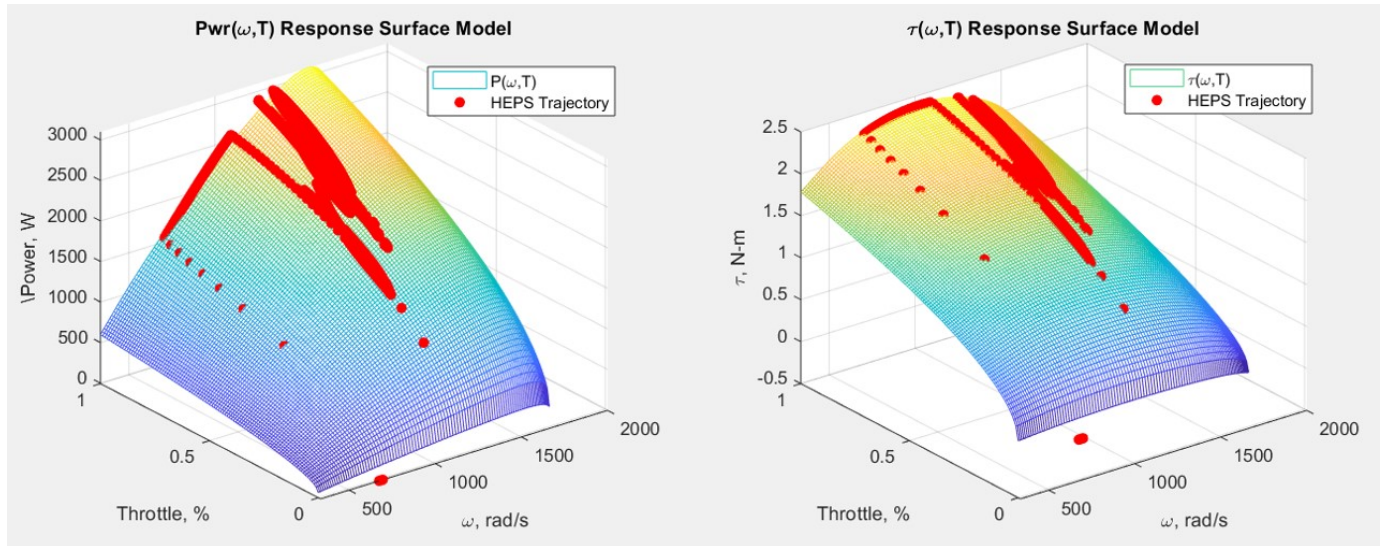 Pwr(ω,T) Response Surface Model
P(ω,T)
HEPS Trajectory
3000
2500
2000
1500
1000
500
0
\Power, W
1
0.5
0
Throttle, %
500
1000
1500
2000
ω, rad/s
τ(ω,T) Response Surface Model
τ(ω,T)
HEPS Trajectory
2.5
2
1.5
1
0.5
0
-0.5
τ, N-m
1
0.5
0
Throttle, %
500
1000
1500
2000
ω, rad/s